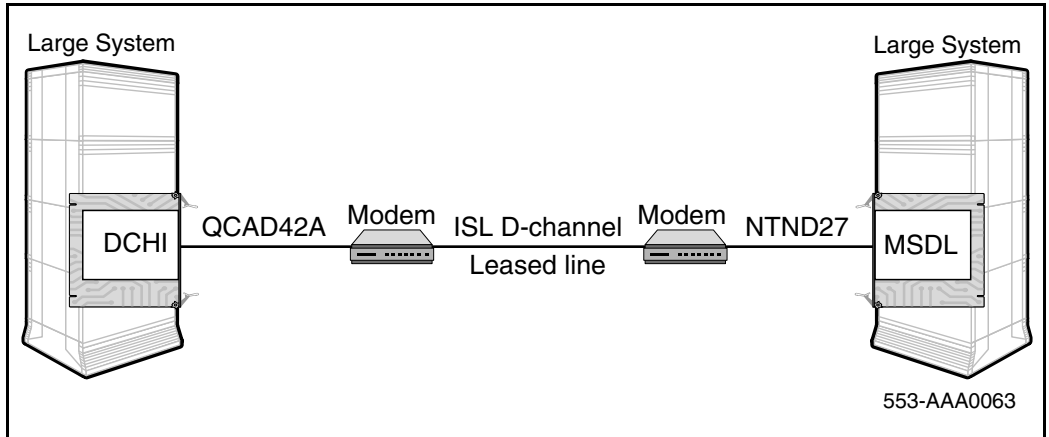 Large System
Large System
DCHI
QCAD42A
Modem
ISL D-channel
Leased line
Modem
NTND27
MSDL
553-AAA0063